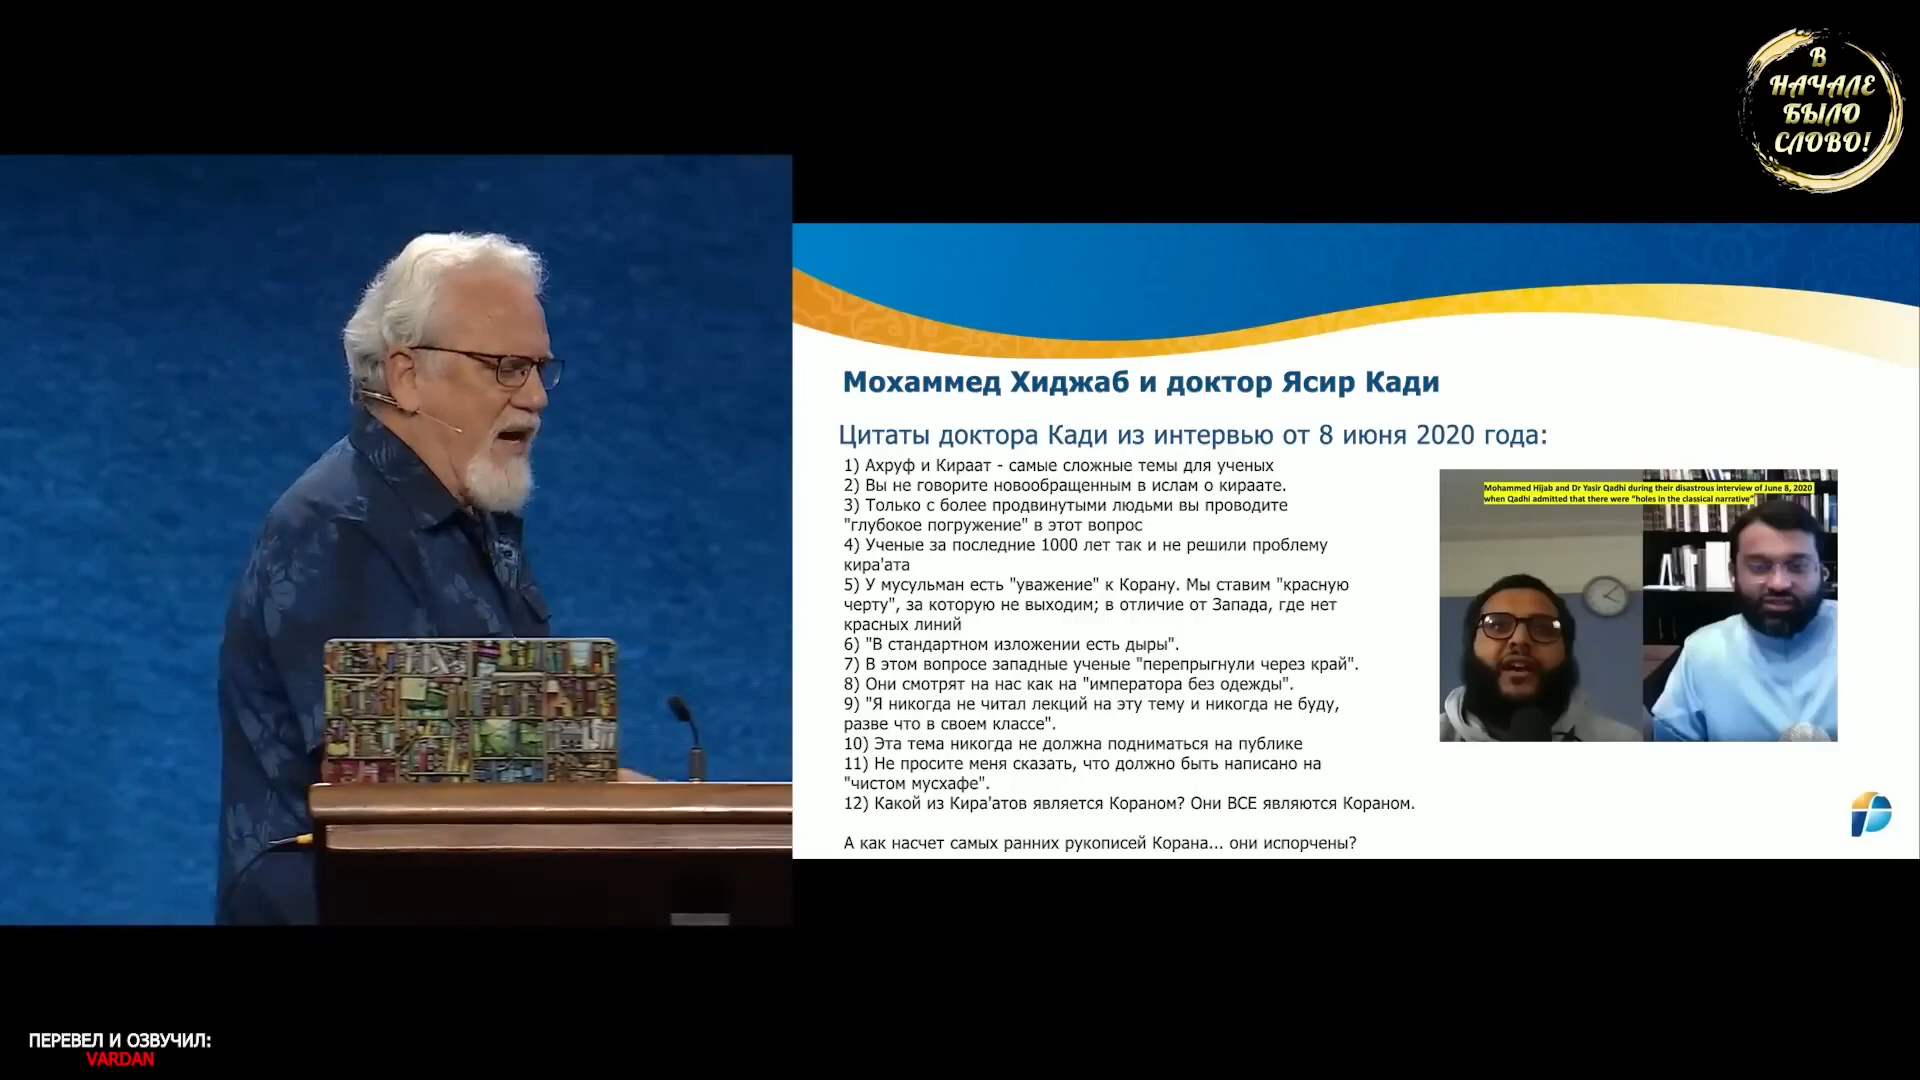 В
НАЧАЛЕ
БЫЛО
СЛОВО!
Мохаммед Хиджаб и доктор Ясир Кади
Цитаты доктора Кади из интервью от 8 июня 2020 года:
1) Ахруф и Кираат - самые сложные темы для ученых
2) Вы не говорите новообращенным в ислам о кираате.
3) Только с более продвинутыми людьми вы проводите
"глубокое погружение" в этот вопрос
4) Ученые за последние 1000 лет так и не решили проблему
кира'ата
5) У мусульман есть "уважение" к Корану. Мы ставим "красную
черту", за которую не выходим; в отличие от Запада, где нет
красных линий
6) "В стандартном изложении есть дыры".
7) В этом вопросе западные ученые "перепрыгнули через край".
8) Они смотрят на нас как на "императора без одежды".
9) "Я никогда не читал лекций на эту тему и никогда не буду,
разве что в своем классе".
10) Эта тема никогда не должна подниматься на публике
11) Не просите меня сказать, что должно быть написано на
"чистом мусхафе".
12) Какой из Кира'атов является Кораном? Они ВСЕ являются Кораном.
А как насчет самых ранних рукописей Корана... они испорчены?
Mohammed Hijab and Dr Yasir Qadhi during their disastrous interview of June 8, 2020
when Qadhi admitted that there were "holes in the classical narrative"
ПЕРЕВЕЛ И ОЗВУЧИЛ:
VARDAN